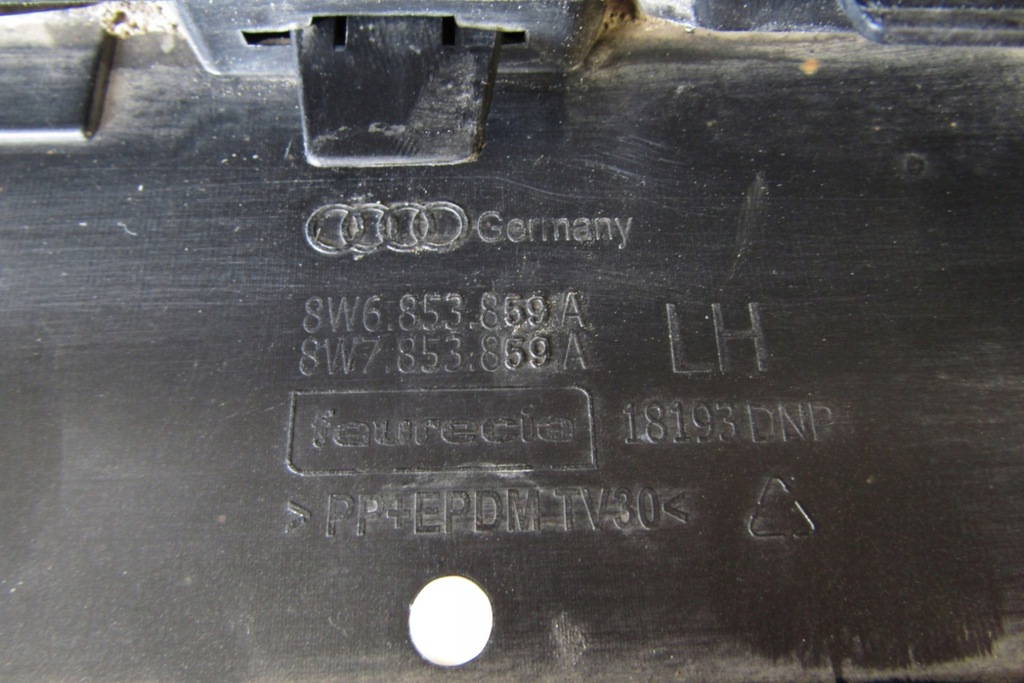 Germany
8W6.853.859 A
8W7.853.859 A
LH
faurecia
18193 DNP
>PP+EPDM TV30<